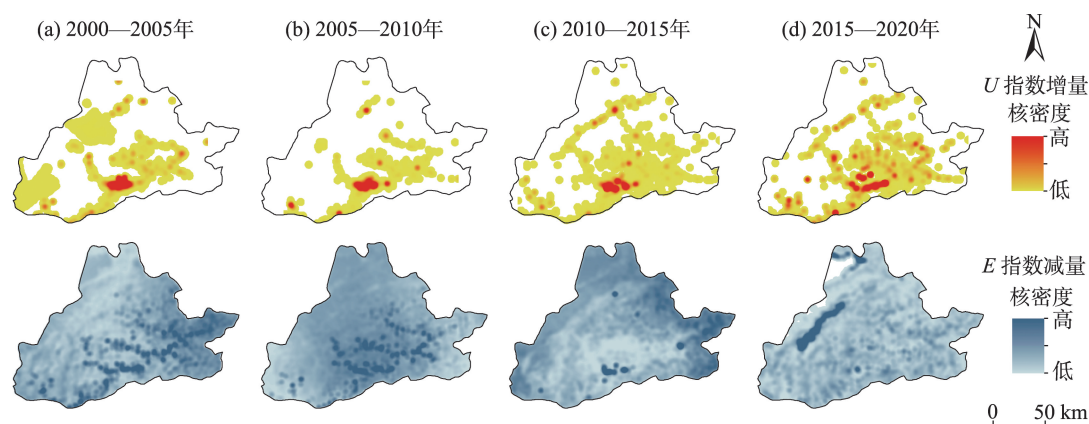 (a) 2000—2005年
(b) 2005—2010年
(c) 2010—2015年
(d) 2015—2020年
N
U 指数增量
核密度
高
低
E 指数减量
核密度
高
低
0 50 km